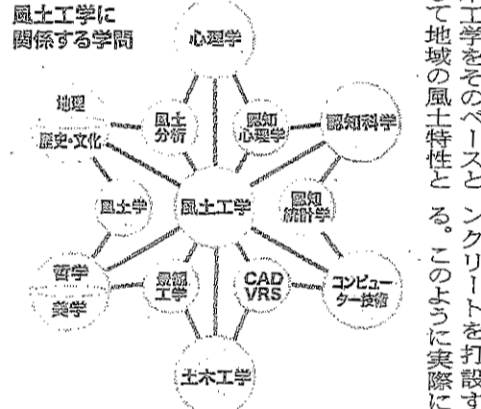 風土工学に
関係する学問
心理学
地理
歴史・文化
風土
分析
認知
心理学
認知科学
風土学
風土工学
認知
統計学
哲学
美学
景観
工学
CAD
VRS
コンピュー
ター技術
土木工学
木工学をそのベースと
て地域の風土特性と
ンクリートを打設す
る。このように実際に